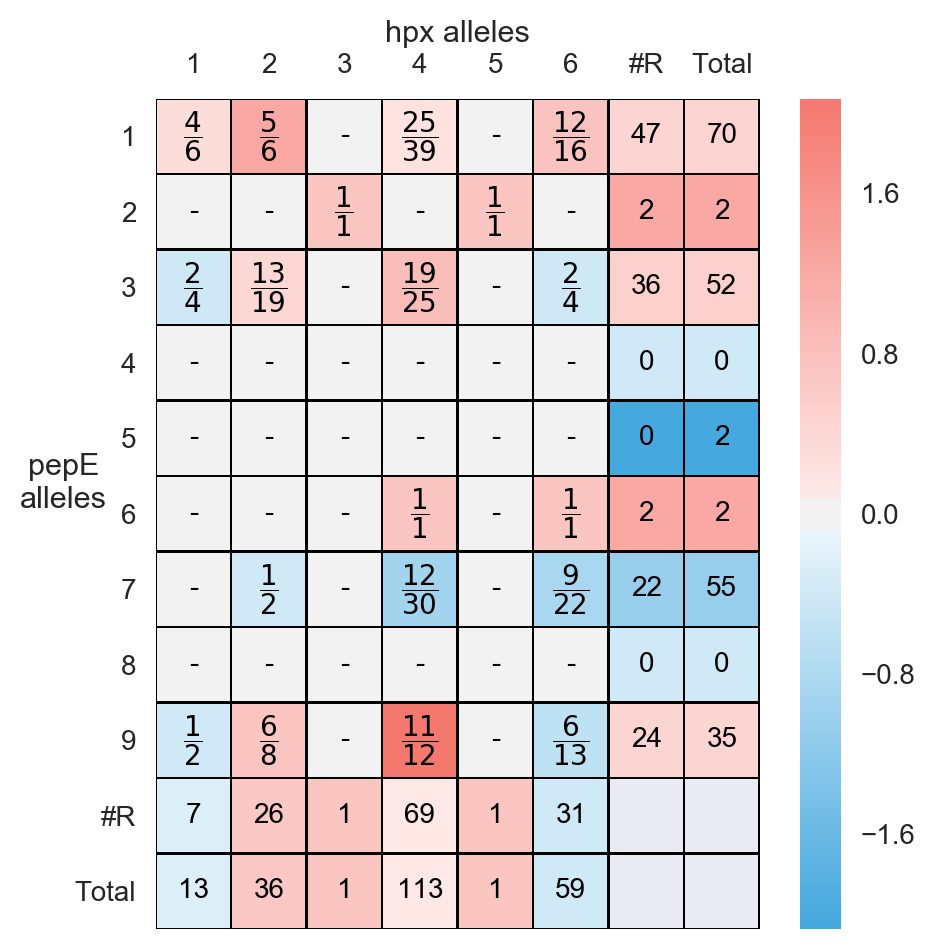 hpx alleles
1 2 3 4 5 6 #R Total
1 4/6 5/6 - 25/39 - 12/16 47 70
2 - - 1/1 - 1/1 - 2 2
3 2/4 13/19 - 19/25 - 2/4 36 52
4 - - - - - - 0 0
5 - - - - - - 0 2
pepE
alleles
6 - - - 1/1 - 1/1 2 2
7 - 1/2 - 12/30 - 9/22 22 55
8 - - - - - - 0 0
9 1/2 6/8 - 11/12 - 6/13 24 35
#R 7 26 1 69 1 31
Total 13 36 1 113 1 59
1.6
0.8
0.0
−0.8
−1.6